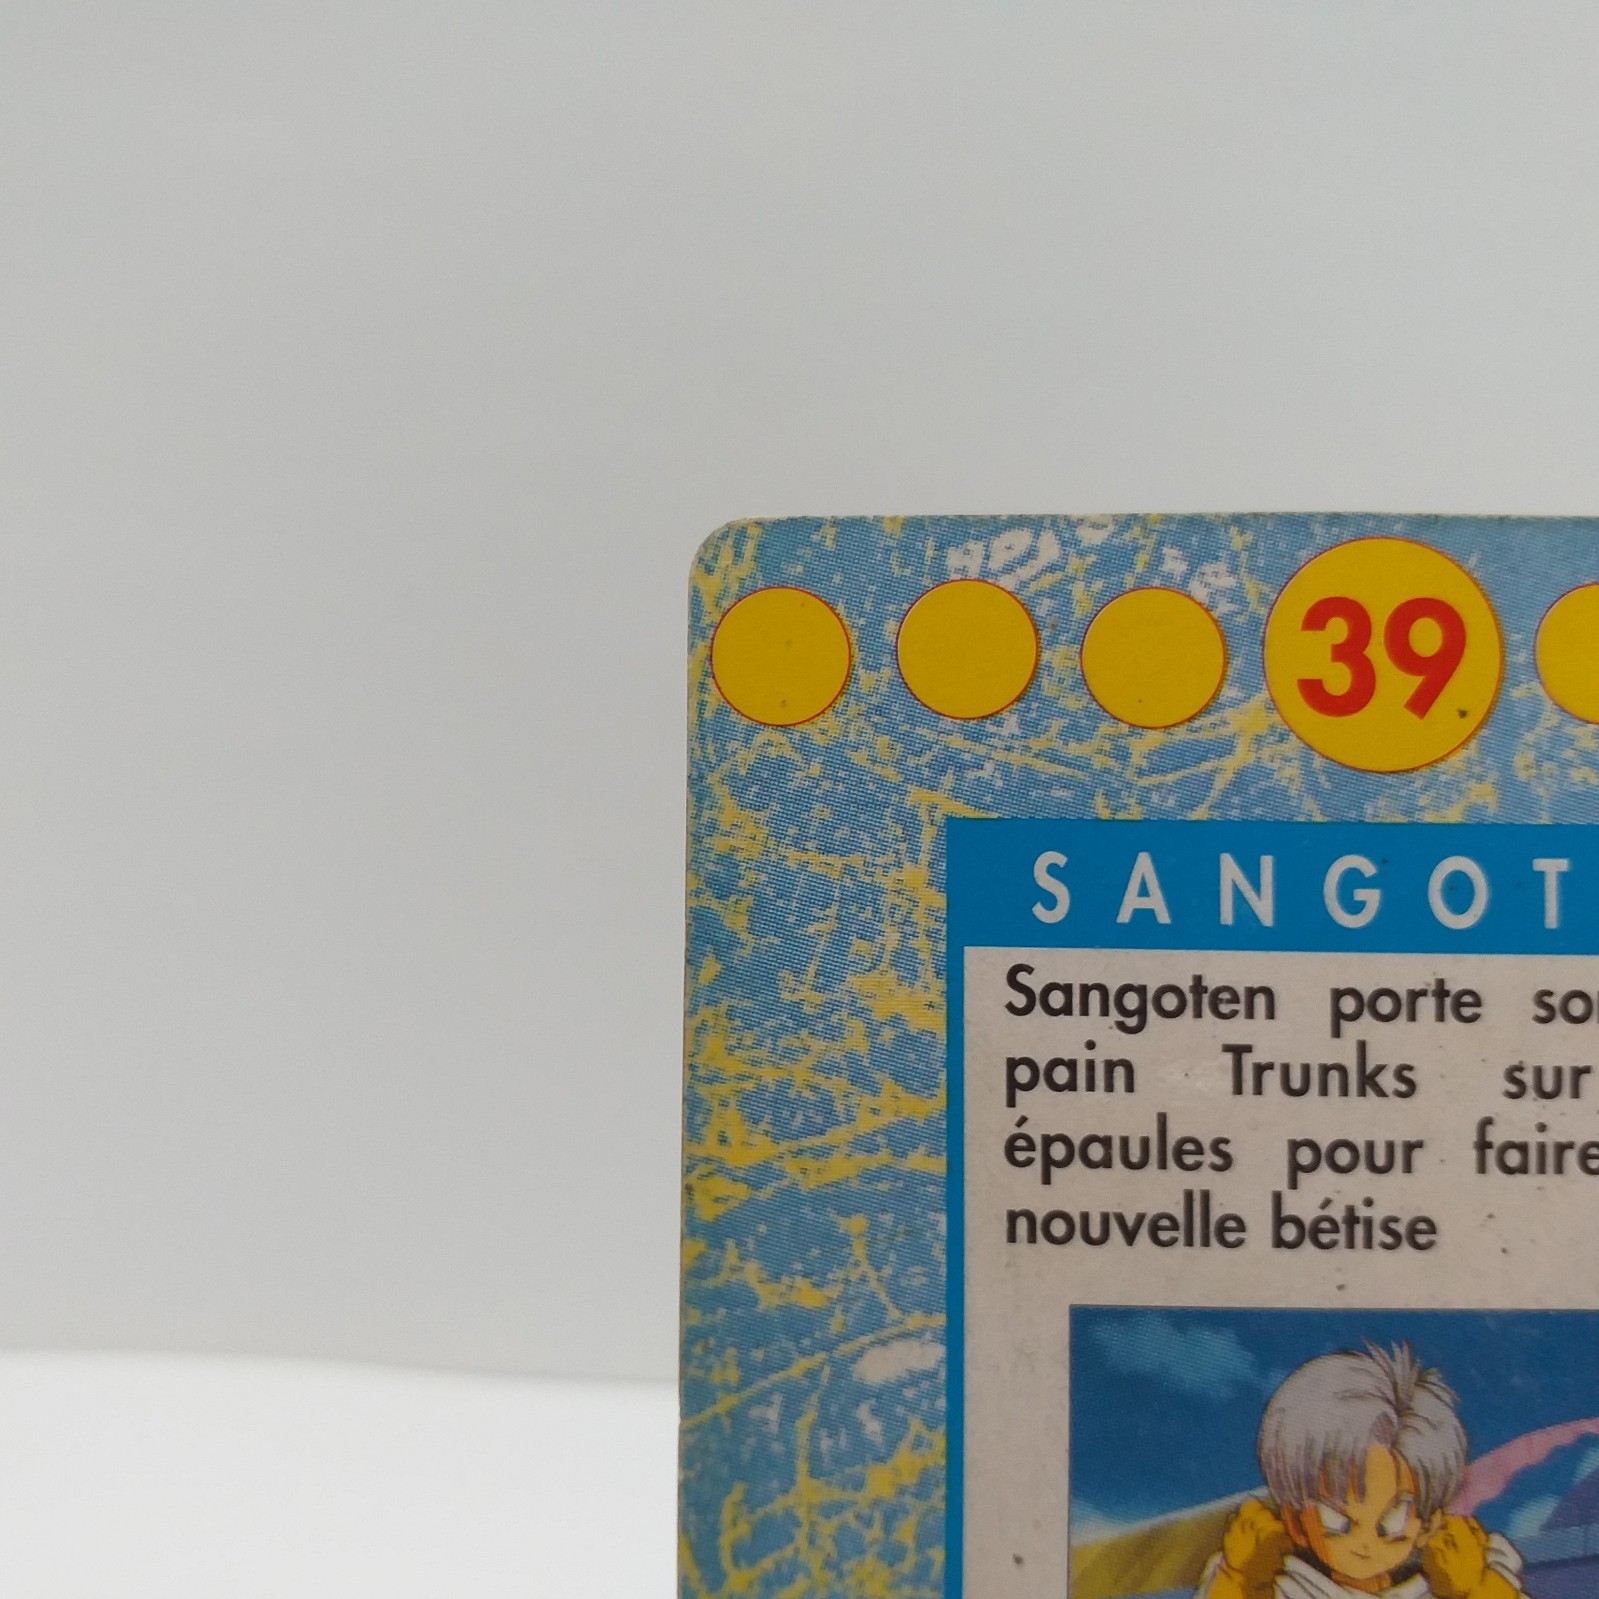 39
SANGOT
Sangoten porte
pain Trunks sur
épaules pour faire
nouvelle bétise